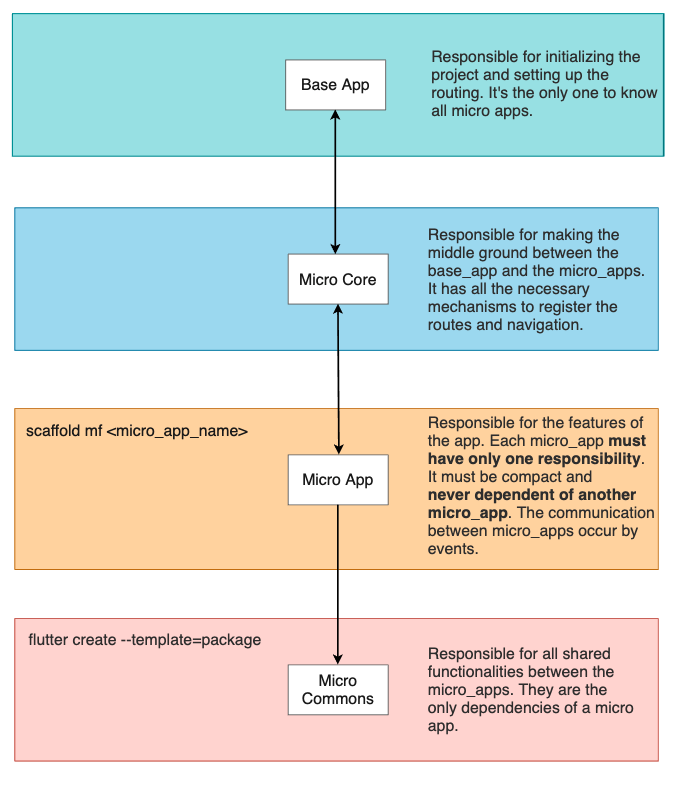 Base App
Responsible for initializing the
project and setting up the
routing. It's the only one to know
all micro apps.
Micro Core
Responsible for making the
middle ground between the
base_app and the micro_apps.
It has all the necessary
mechanisms to register the
routes and navigation.
scaffold mf <micro_app_name>
Micro App
Responsible for the features of
the app. Each micro_app must
have only one responsibility.
It must be compact and
never dependent of another
micro_app. The communication
between micro_apps occur by
events.
flutter create --template=package
Micro
Commons
Responsible for all shared
functionalities between the
micro_apps. They are the
only dependencies of a micro
app.